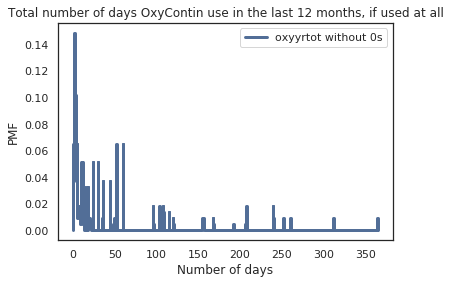 Total number of days OxyContin use in the last 12 months, if used at all
oxyyrtot without 0s
0.14
0.12
0.10
0.08
0.06
0.04
0.02
0.00
PMF
0 50 100 150 200 250 300 350
Number of days